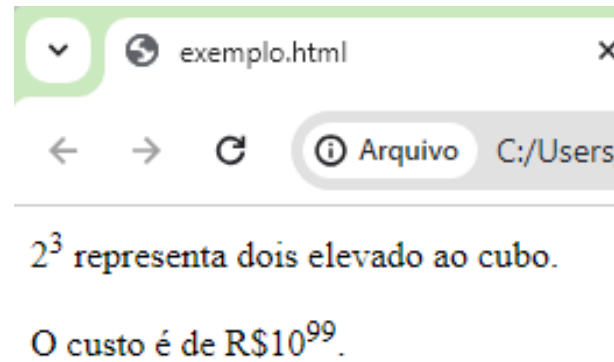 exemplo.html
Arquivo C:/Users
2³ representa dois elevado ao cubo.
O custo é de R$10⁹⁹.